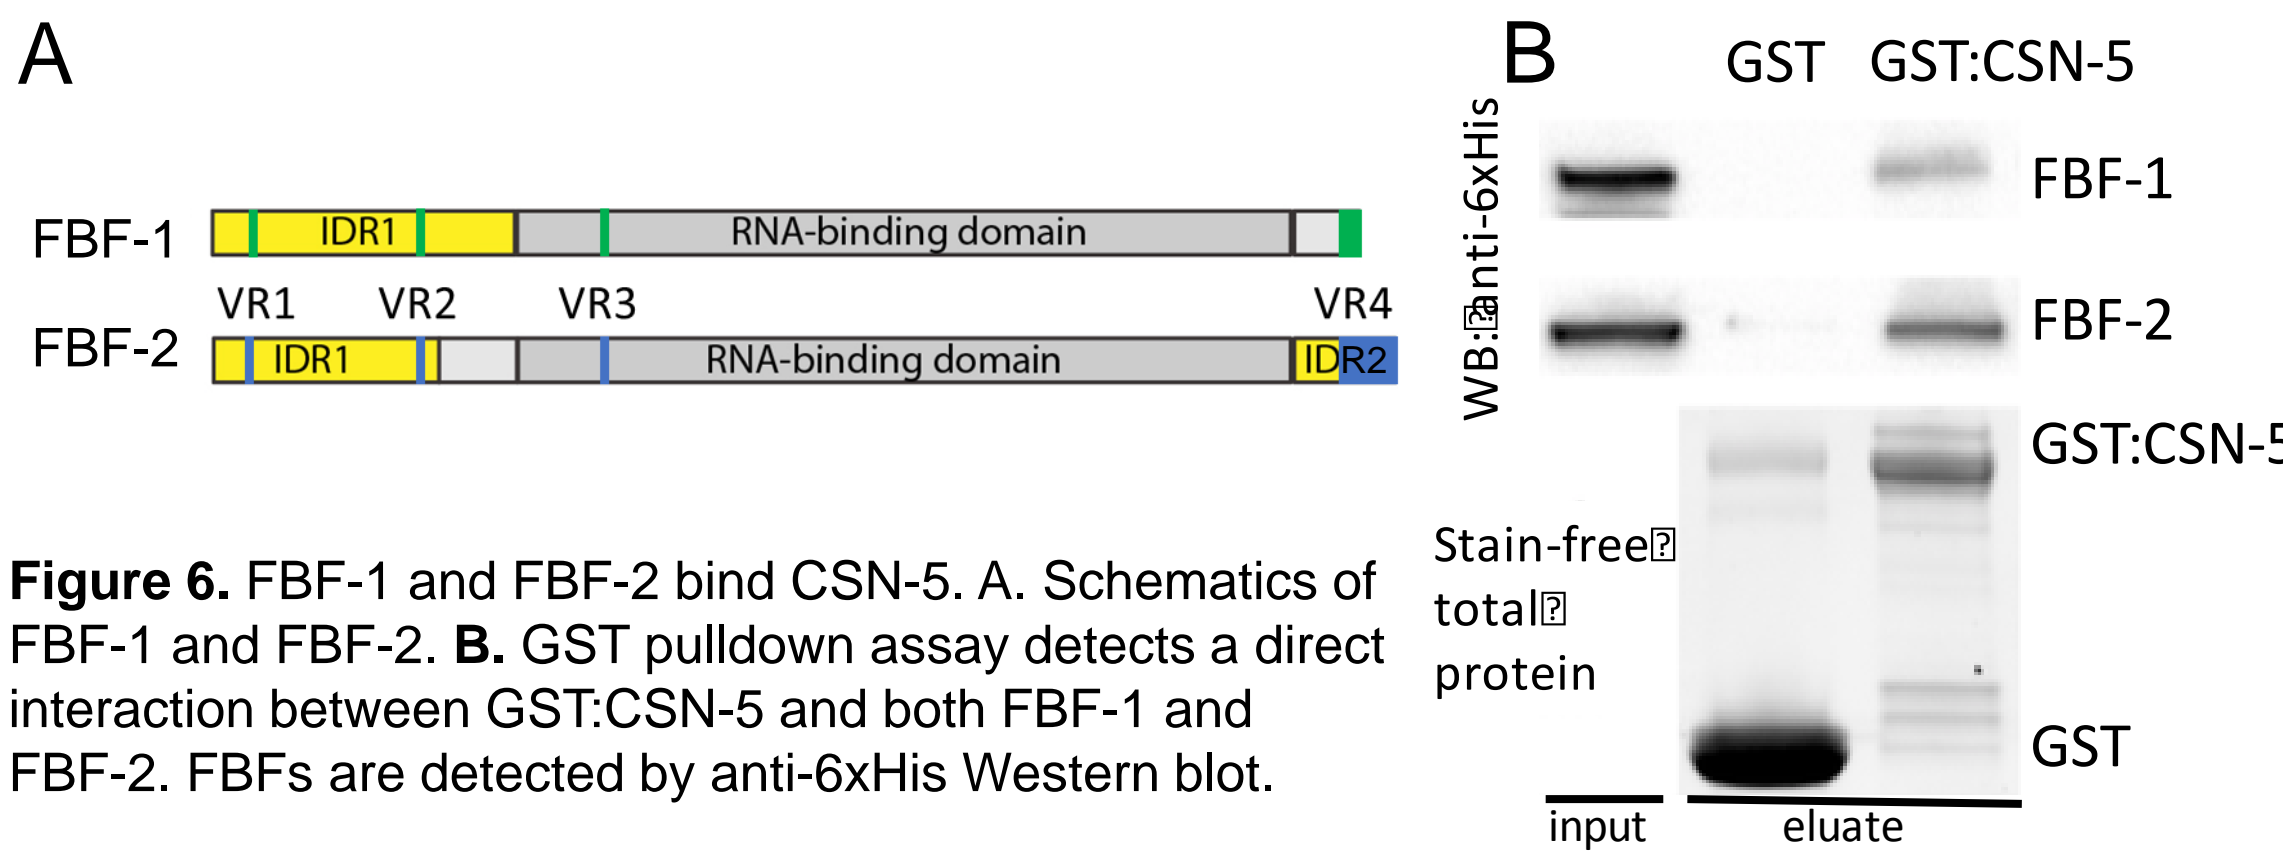 A
FBF-1
IDR1
RNA-binding domain
VR1
VR2
VR3
VR4
FBF-2
IDR1
RNA-binding domain
IDR2
Figure 6. FBF-1 and FBF-2 bind CSN-5. A. Schematics of
FBF-1 and FBF-2. B. GST pulldown assay detects a direct
interaction between GST:CSN-5 and both FBF-1 and
FBF-2. FBFs are detected by anti-6xHis Western blot.
B
GST
GST:CSN-5
WB:⍰anti-6xHis
FBF-1
FBF-2
GST:CSN-5
Stain-free⍰
total⍰
protein
GST
input
eluate